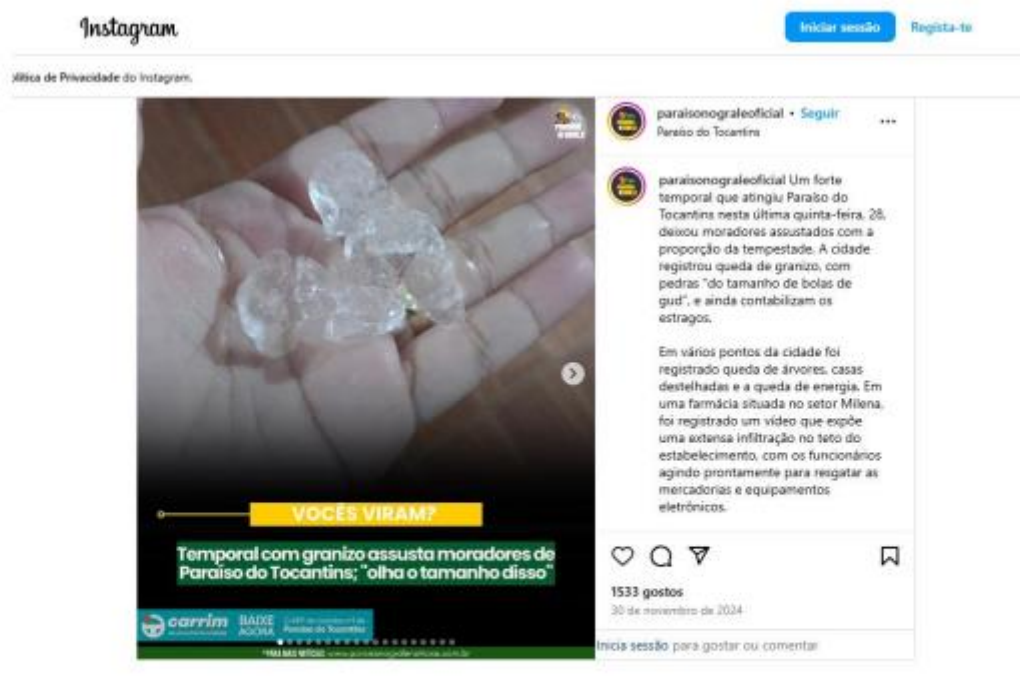 Instagram
Iniciar sessão
Regista-te
olítica de Privacidade do Instagram.
paraisonograleoficial • Seguir
Paraíso do Tocantins
paraisonograleoficial Um forte
temporal que atingiu Paraíso do
Tocantins nesta última quinta-feira, 28,
deixou moradores assustados com a
proporção da tempestade. A cidade
registrou queda de granizo, com
pedras "do tamanho de bolas de
gud", e ainda contabilizam os
estragos.
Em vários pontos da cidade foi
registrado queda de árvores, casas
destelhadas e a queda de energia. Em
uma farmácia situada no setor Milena,
foi registrado um vídeo que expõe
uma extensa infiltração no teto do
estabelecimento, com os funcionários
agindo prontamente para resgatar as
mercadorias e equipamentos
eletrônicos.
VOCÊS VIRAM?
Temporal com granizo assusta moradores de
Paraíso do Tocantins; "olha o tamanho disso"
carrim
BAIXE
AGORA
Paraíso do Tocantins
1533 gostos
30 de novembro de 2024
Inicia sessão para gostar ou comentar